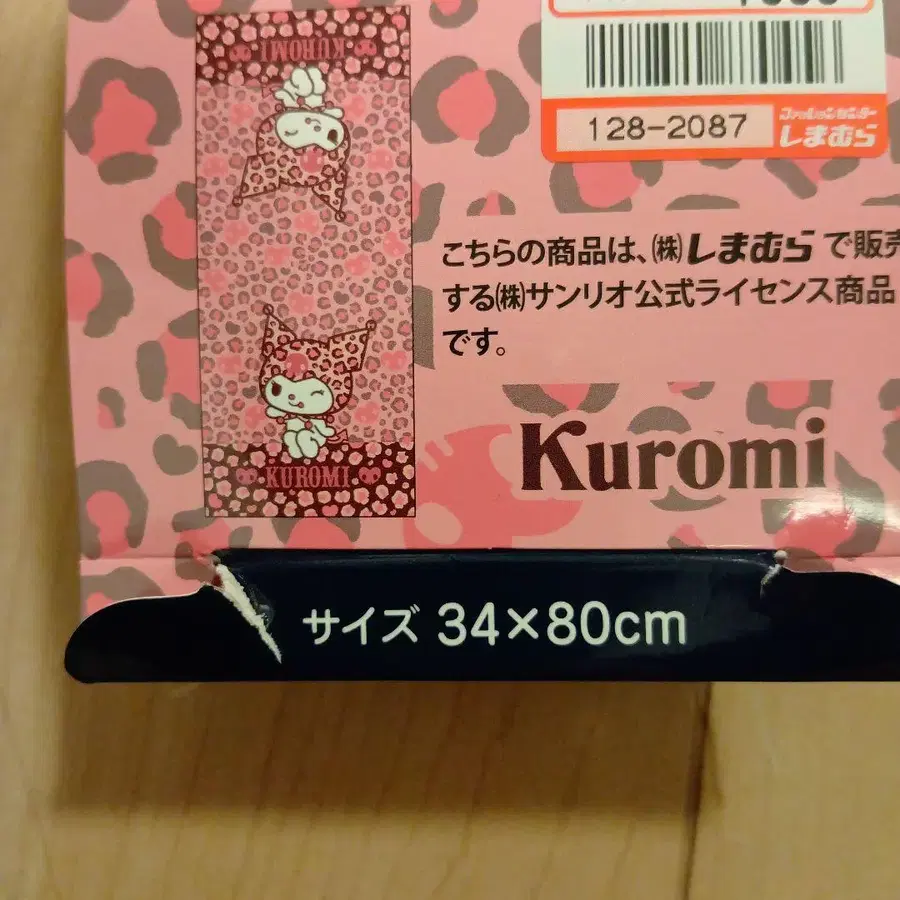 KUROMI
128-2087
ファッションセンター
しまむら
こちらの商品は、(株)しまむらで販売
する(株)サンリオ公式ライセンス商品
です。
Kuromi
KUROMI
サイズ 34×80cm